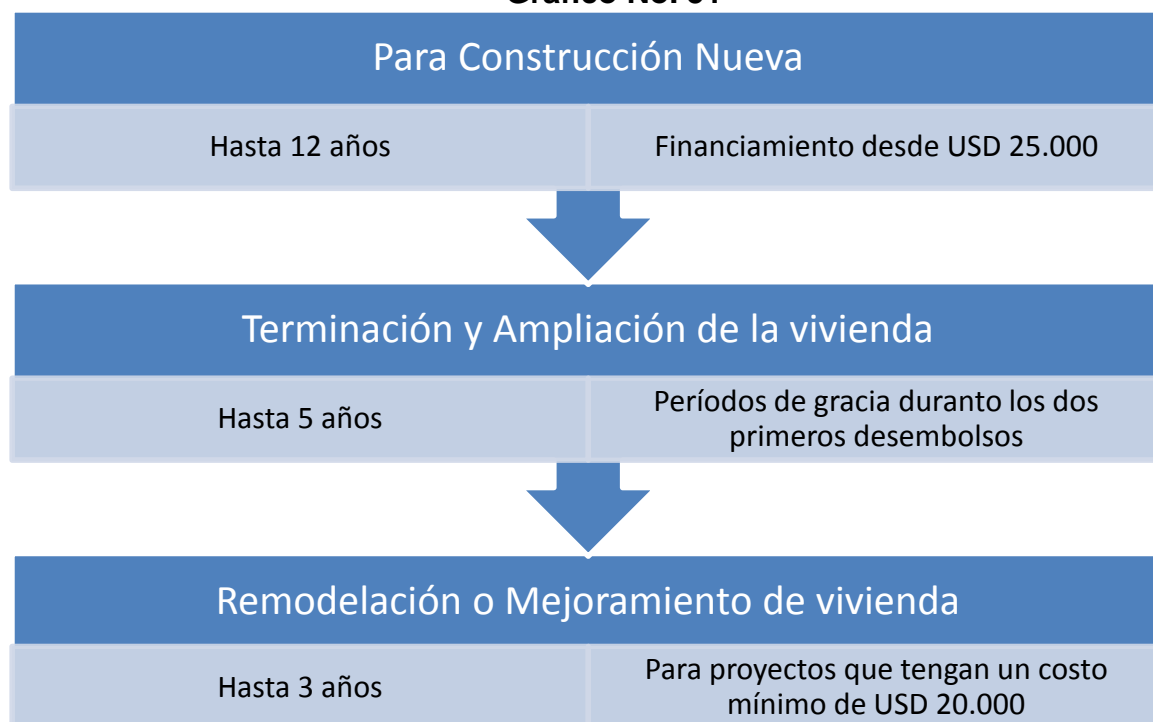 Para Construcción Nueva
Hasta 12 años
Financiamiento desde USD 25.000
Terminación y Ampliación de la vivienda
Hasta 5 años
Períodos de gracia duranto los dos
primeros desembolsos
Remodelación o Mejoramiento de vivienda
Hasta 3 años
Para proyectos que tengan un costo
mínimo de USD 20.000